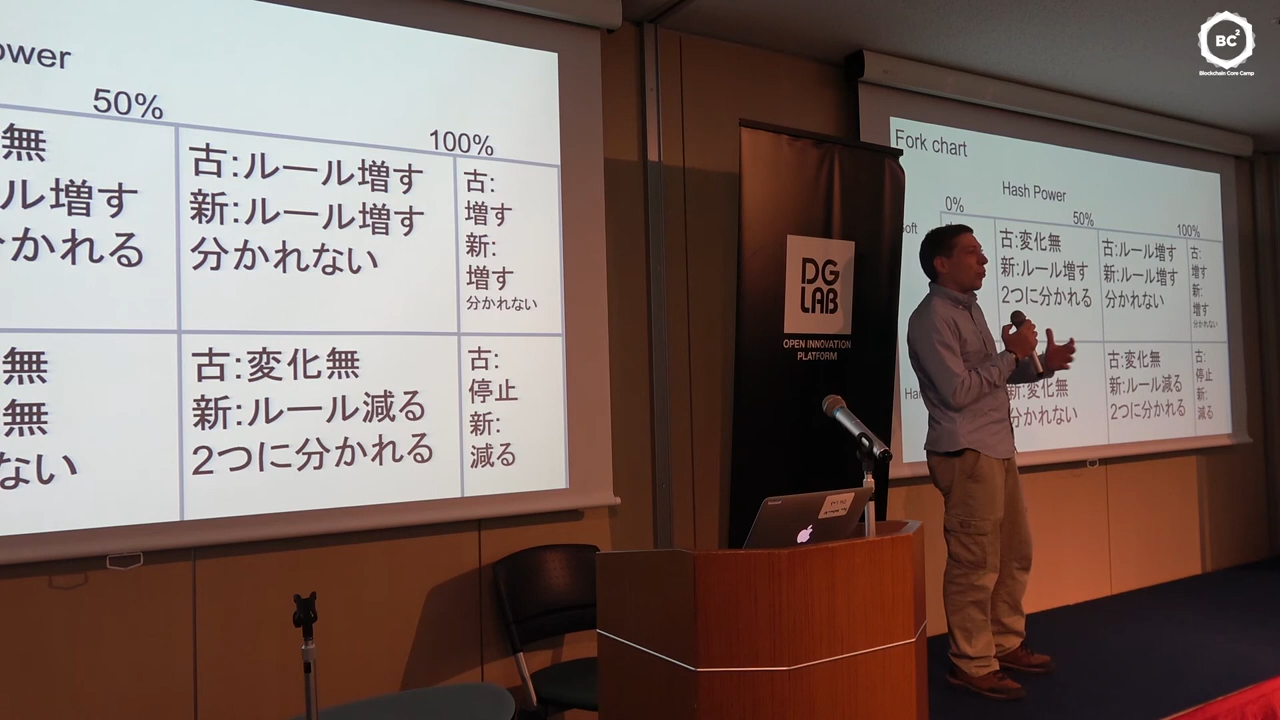 ower
50%
100%
無
ル増す
かれる
古:ルール増す
新:ルール増す
分かれない
古:
増す
新:
増す
分かれない
無
無
ない
古:変化無
新:ルール減る
2つに分かれる
古:
停止
新:
減る
DG
LAB
OPEN INNOVATION
PLATFORM
BC2
Blockchain Core Camp
Fork chart
Hash Power
0%
50%
100%
oft
古:変化無
新:ルール増す
2つに分かれる
古:ルール増す
新:ルール増す
分かれない
古:
増す
新:
増す
分かれない
Ha
新:変化無
分かれない
古:変化無
新:ルール減る
2つに分かれる
古:
停止
新:
減る